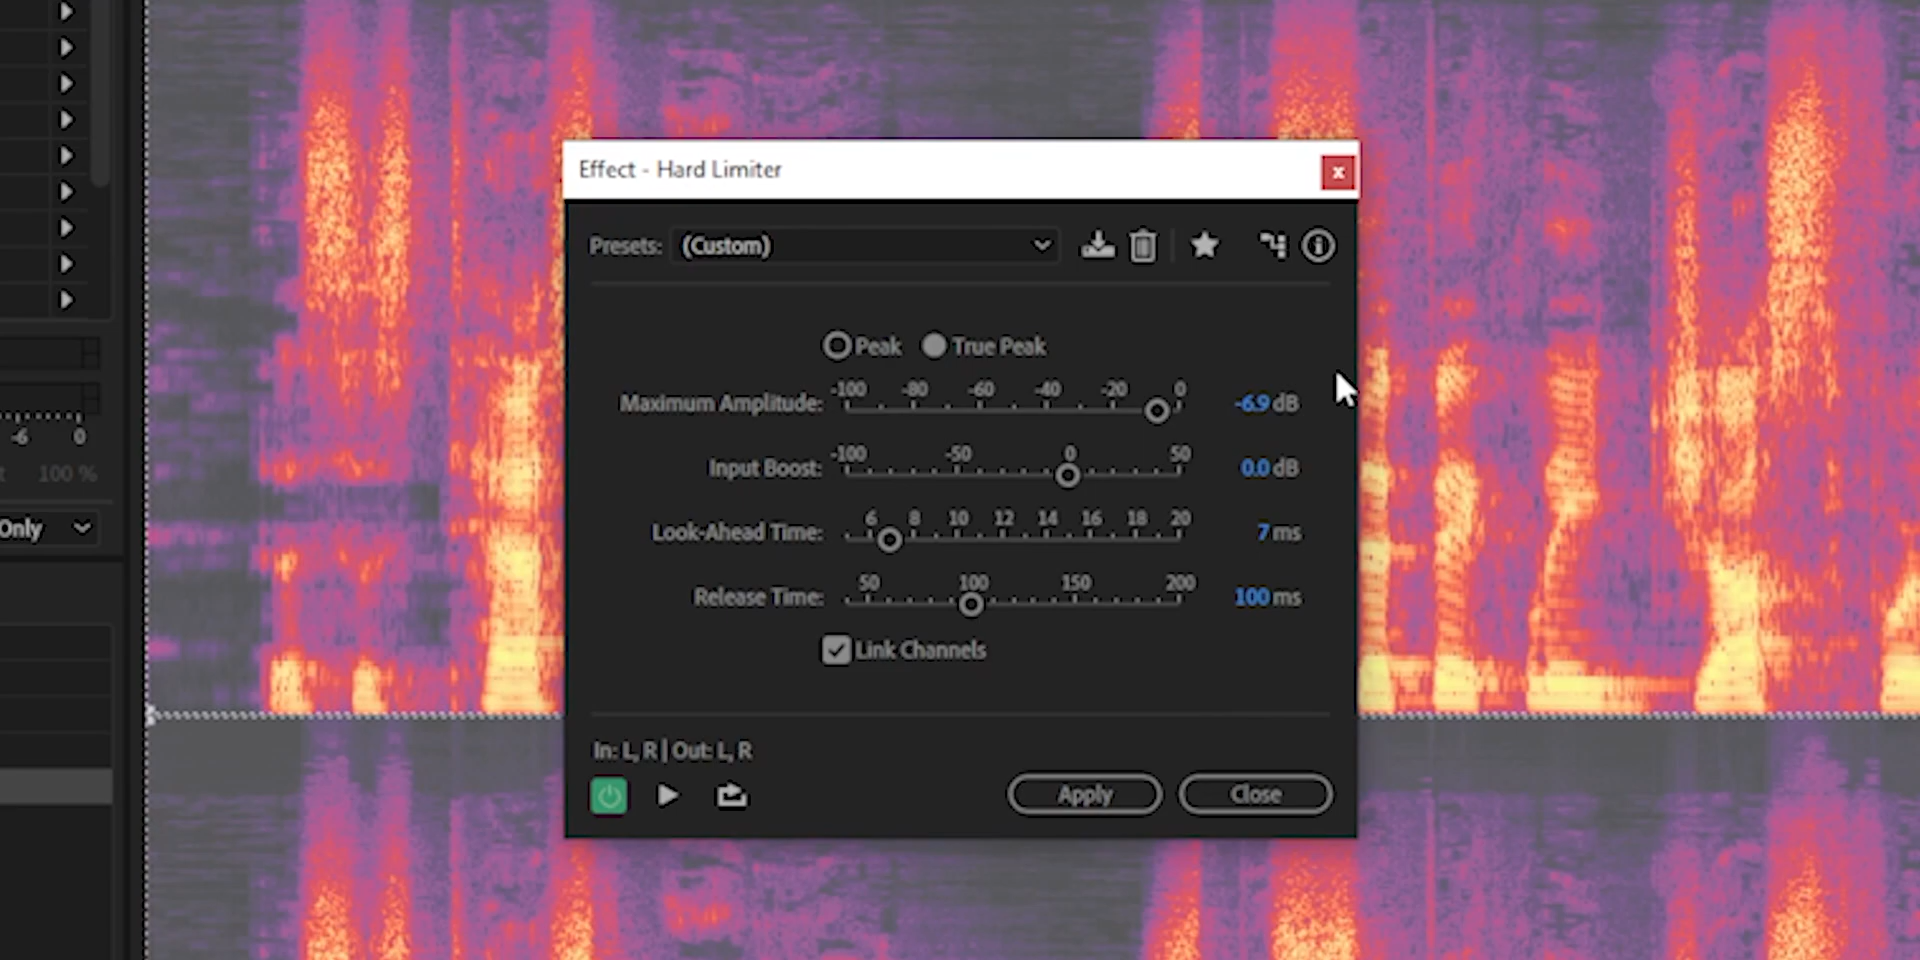 Effect - Hard Limiter
x
Presets: (Custom)
Peak True Peak
-100 -80 -60 -40 -20 0
Maximum Amplitude: -6.9 dB
-100 -50 0 50
Input Boost: 0.0 dB
6 8 10 12 14 16 18 20
Look-Ahead Time: 7 ms
50 100 150 200
Release Time: 100 ms
Link Channels
In: L, R | Out: L, R
Apply Close
-6 0
t 100 %
Only